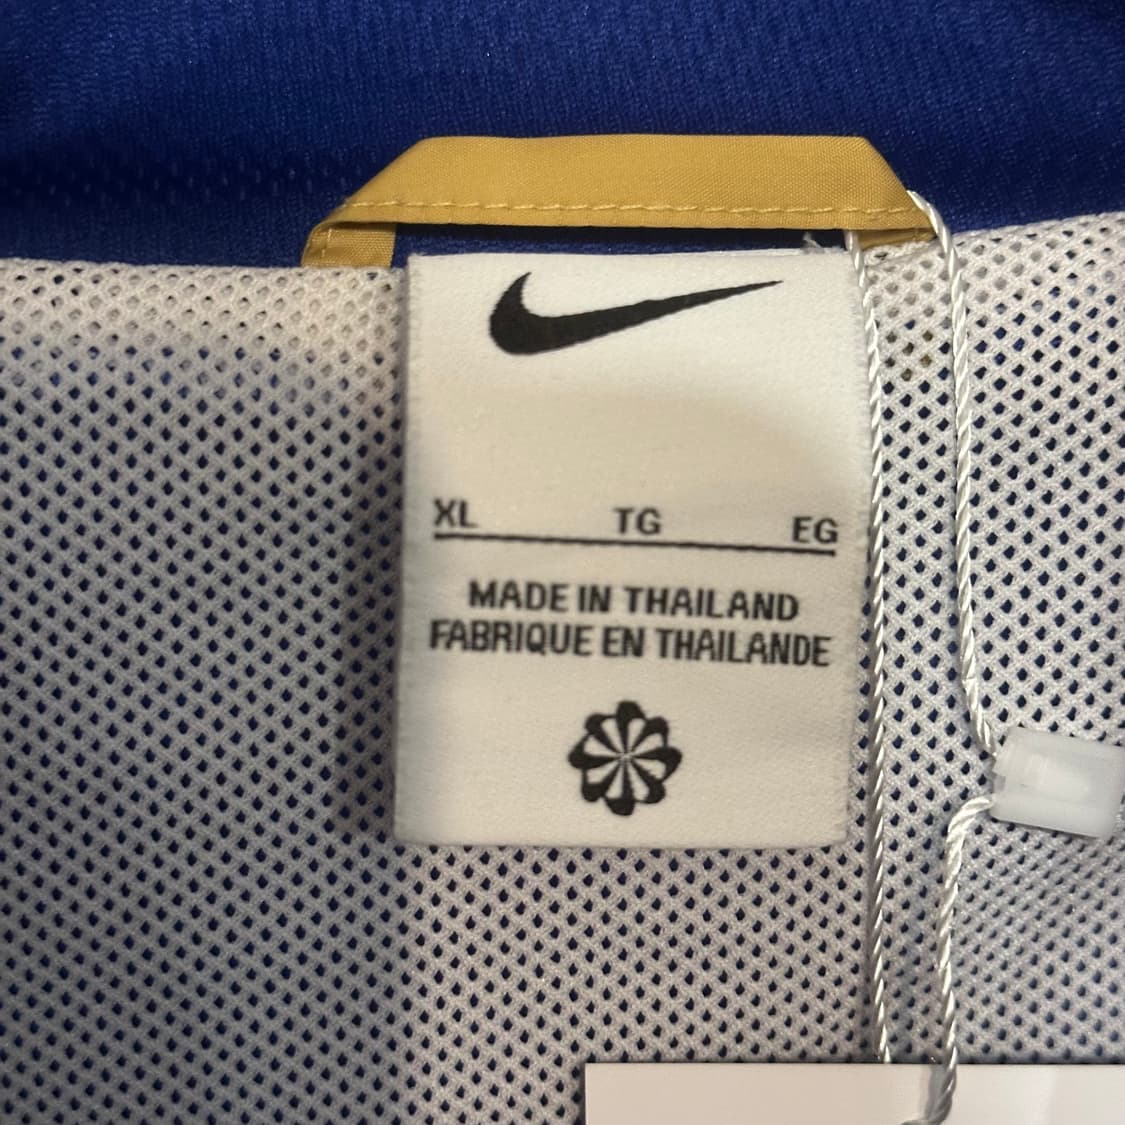 XL TG EG
MADE IN THAILAND
FABRIQUE EN THAILANDE